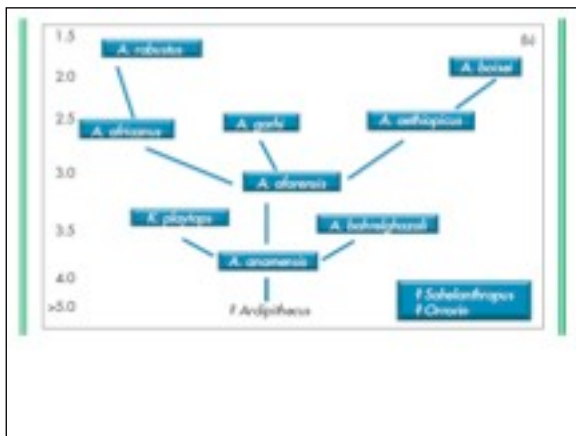 1.5
A. robustus
(b)
2.0
A. boisei
2.5
A. africanus
A. garhi
A. aethiopicus
3.0
A. afarensis
3.5
K. playtops
A. bahrelghazali
A. anamensis
4.0
>5.0
? Ardipithecus
? Sahelanthropus
? Orrorin